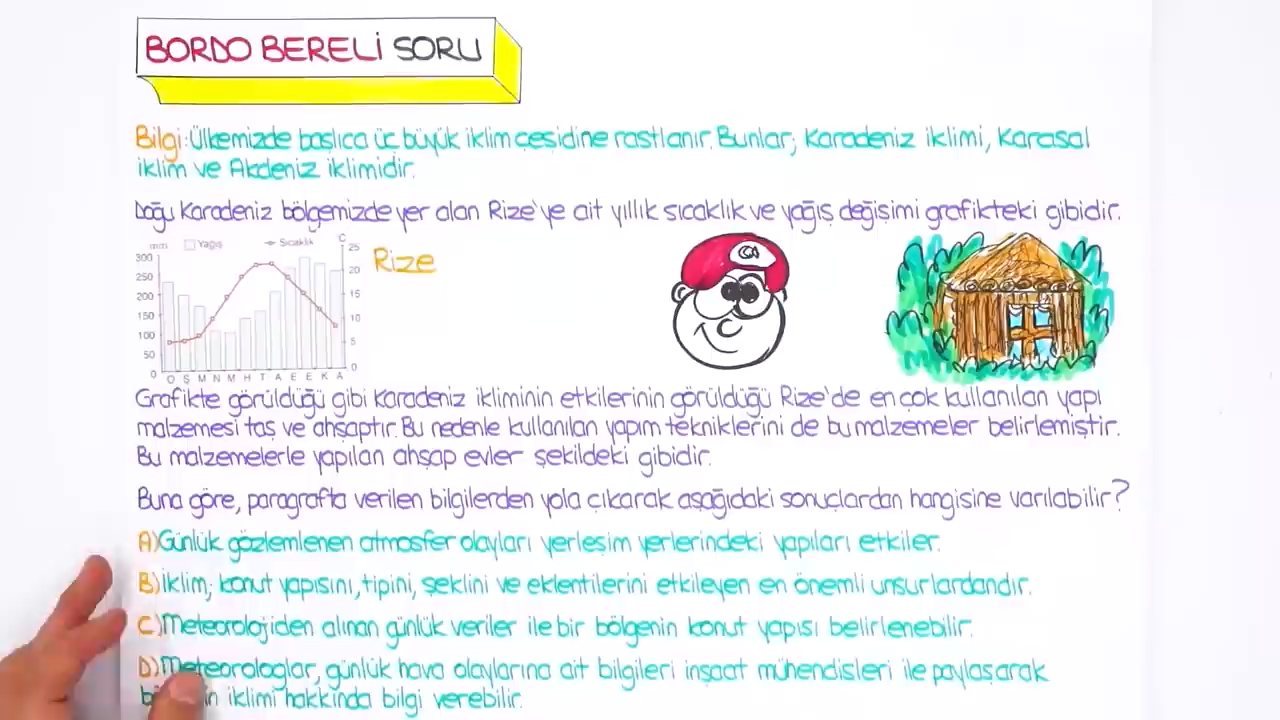 BORDO BERELİ SORU
Bilgi: Ülkemizde başlıca üç büyük iklim çeşidine rastlanır. Bunlar; Karadeniz iklimi, Karasal
iklim ve Akdeniz iklimidir.
Doğu Karadeniz bölgemizde yer alan Rize'ye ait yıllık sıcaklık ve yağış değişimi grafikteki gibidir.
mm Yağış Sıcaklık °C
300 25
250 20
200 15
150 10
100 5
50 0
0
O Ş M N M H T A E E K A
Rize
Grafikte görüldüğü gibi Karadeniz ikliminin etkilerinin görüldüğü Rize'de en çok kullanılan yapı
malzemesi taş ve ahşaptır. Bu nedenle kullanılan yapım tekniklerini de bu malzemeler belirlemiştir.
Bu malzemelerle yapılan ahşap evler şekildeki gibidir.
Buna göre, paragrafta verilen bilgilerden yola çıkarak aşağıdaki sonuçlardan hangisine varılabilir?
A) Günlük gözlemlenen atmosfer olayları yerleşim yerlerindeki yapıları etkiler.
B) İklim; konut yapısını, tipini, şeklini ve eklentilerini etkileyen en önemli unsurlardandır.
C) Meteorolojiden alınan günlük veriler ile bir bölgenin konut yapısı belirlenebilir.
D) Meteorologlar, günlük hava olaylarına ait bilgileri inşaat mühendisleri ile paylaşarak
iklimi hakkında bilgi verebilir.